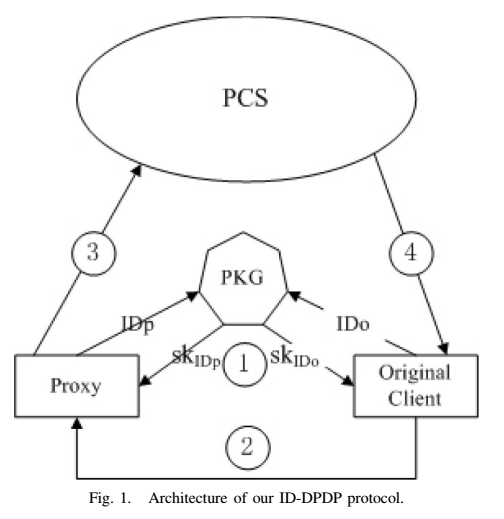 PCS
3
4
PKG
IDp
IDo
skIDp
1
skIDo
Proxy
Original
Client
2
Fig. 1. Architecture of our ID-DPDP protocol.